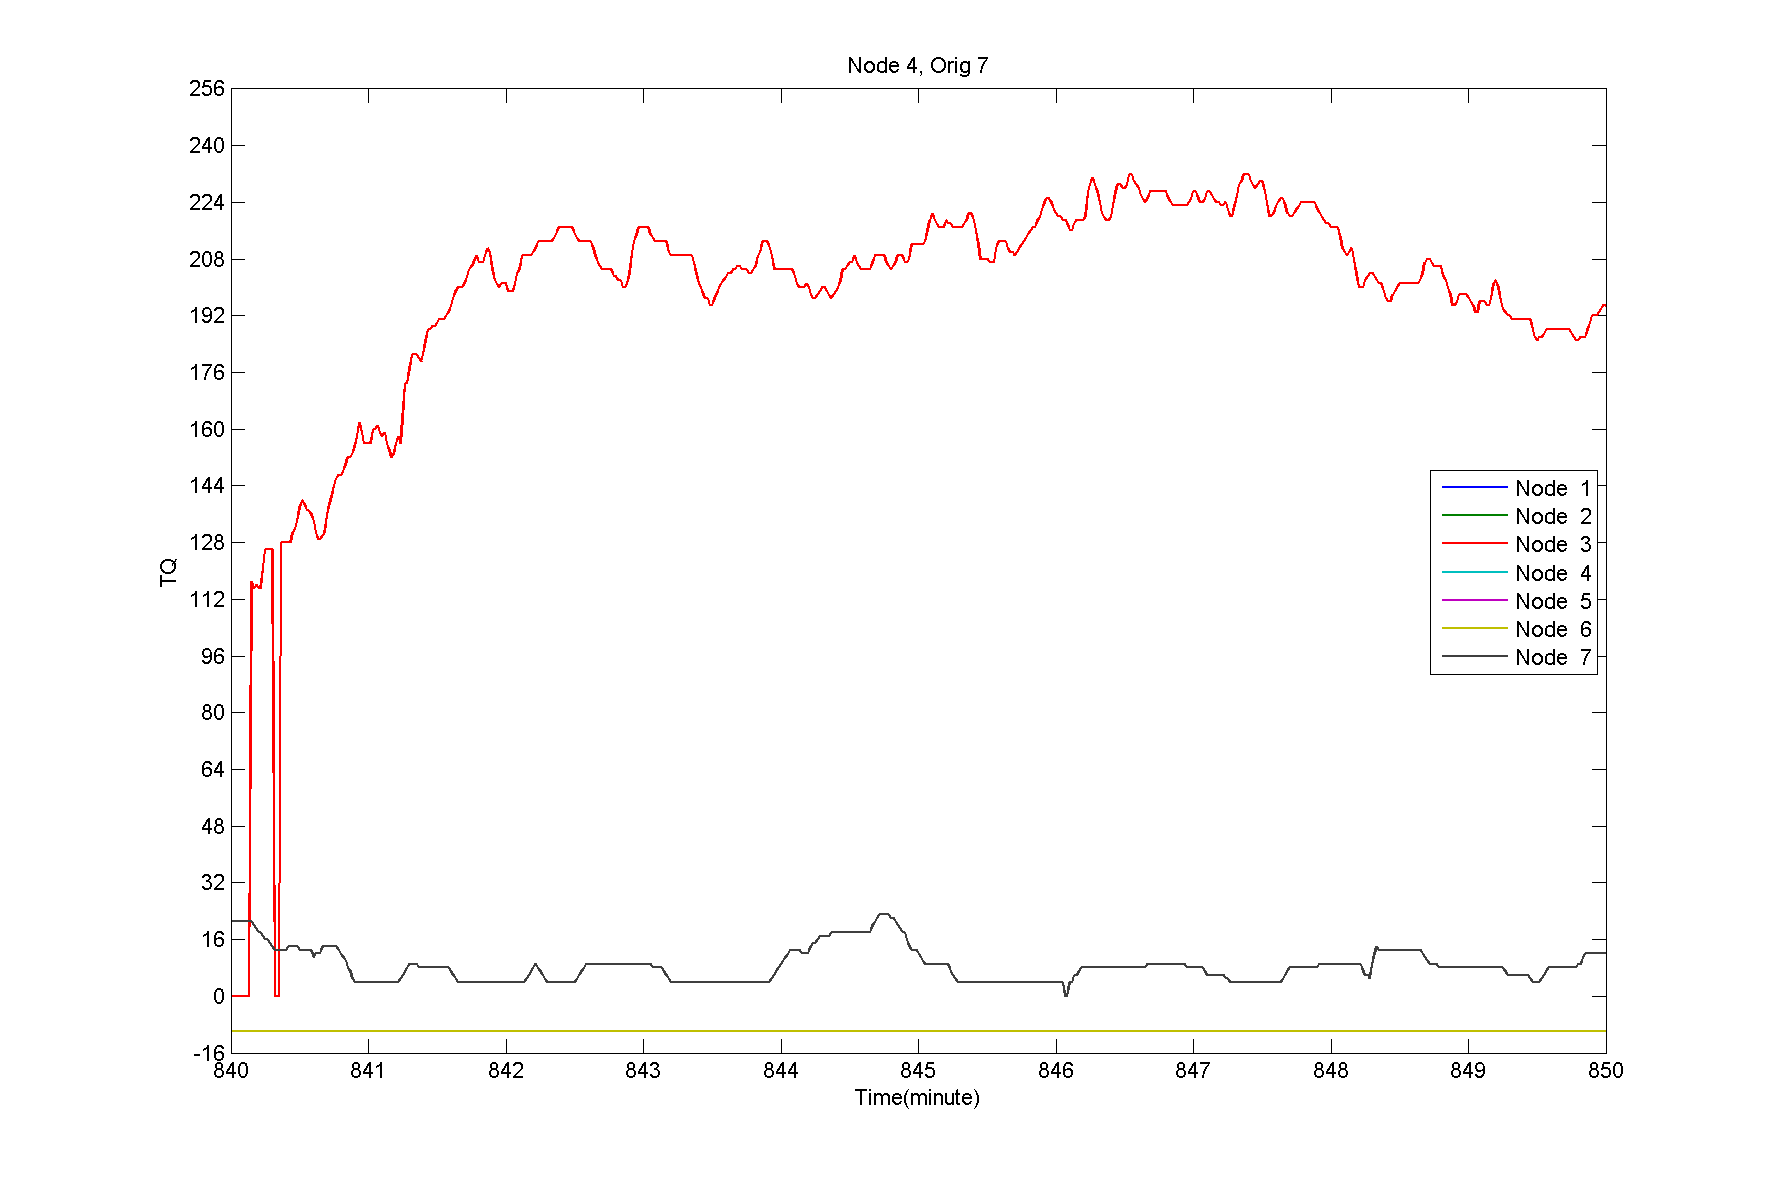 Node 4, Orig 7
256
240
224
208
192
176
160
144
128
112
96
80
64
48
32
16
0
-16
TQ
Node 1
Node 2
Node 3
Node 4
Node 5
Node 6
Node 7
840 841 842 843 844 845 846 847 848 849 850
Time(minute)